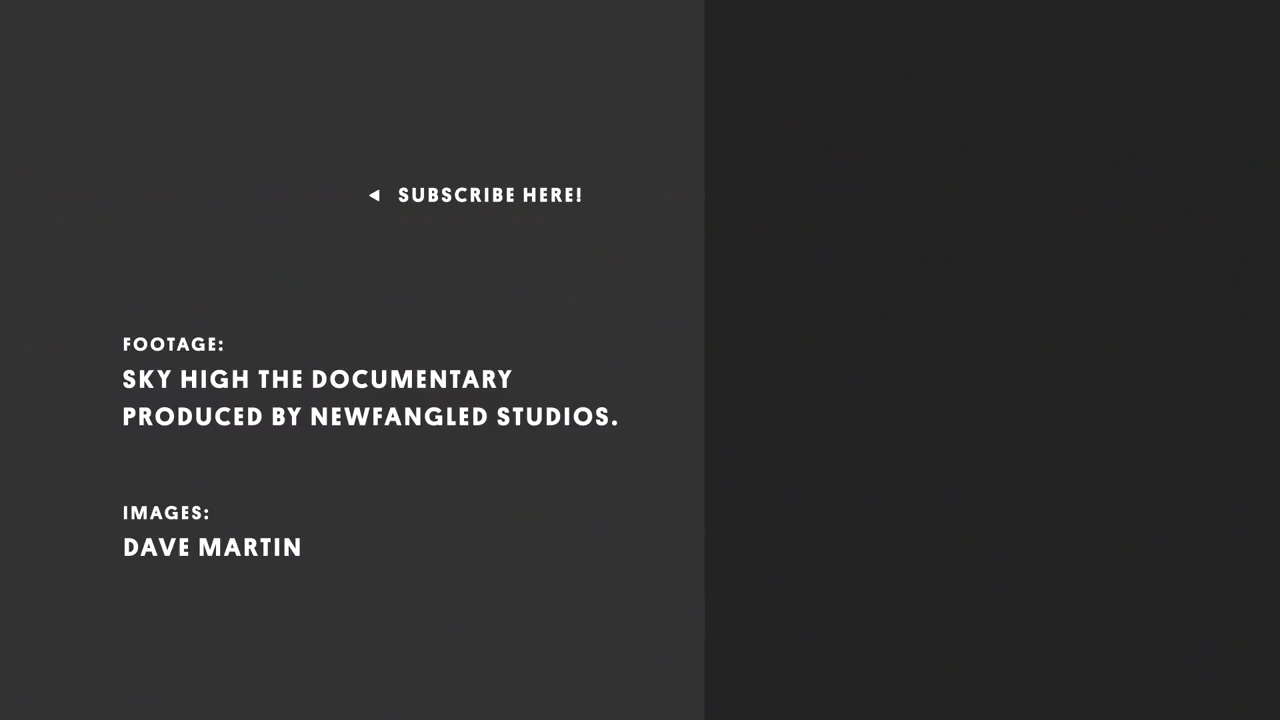 SUBSCRIBE HERE!
FOOTAGE:
SKY HIGH THE DOCUMENTARY
PRODUCED BY NEWFANGLED STUDIOS.
IMAGES:
DAVE MARTIN